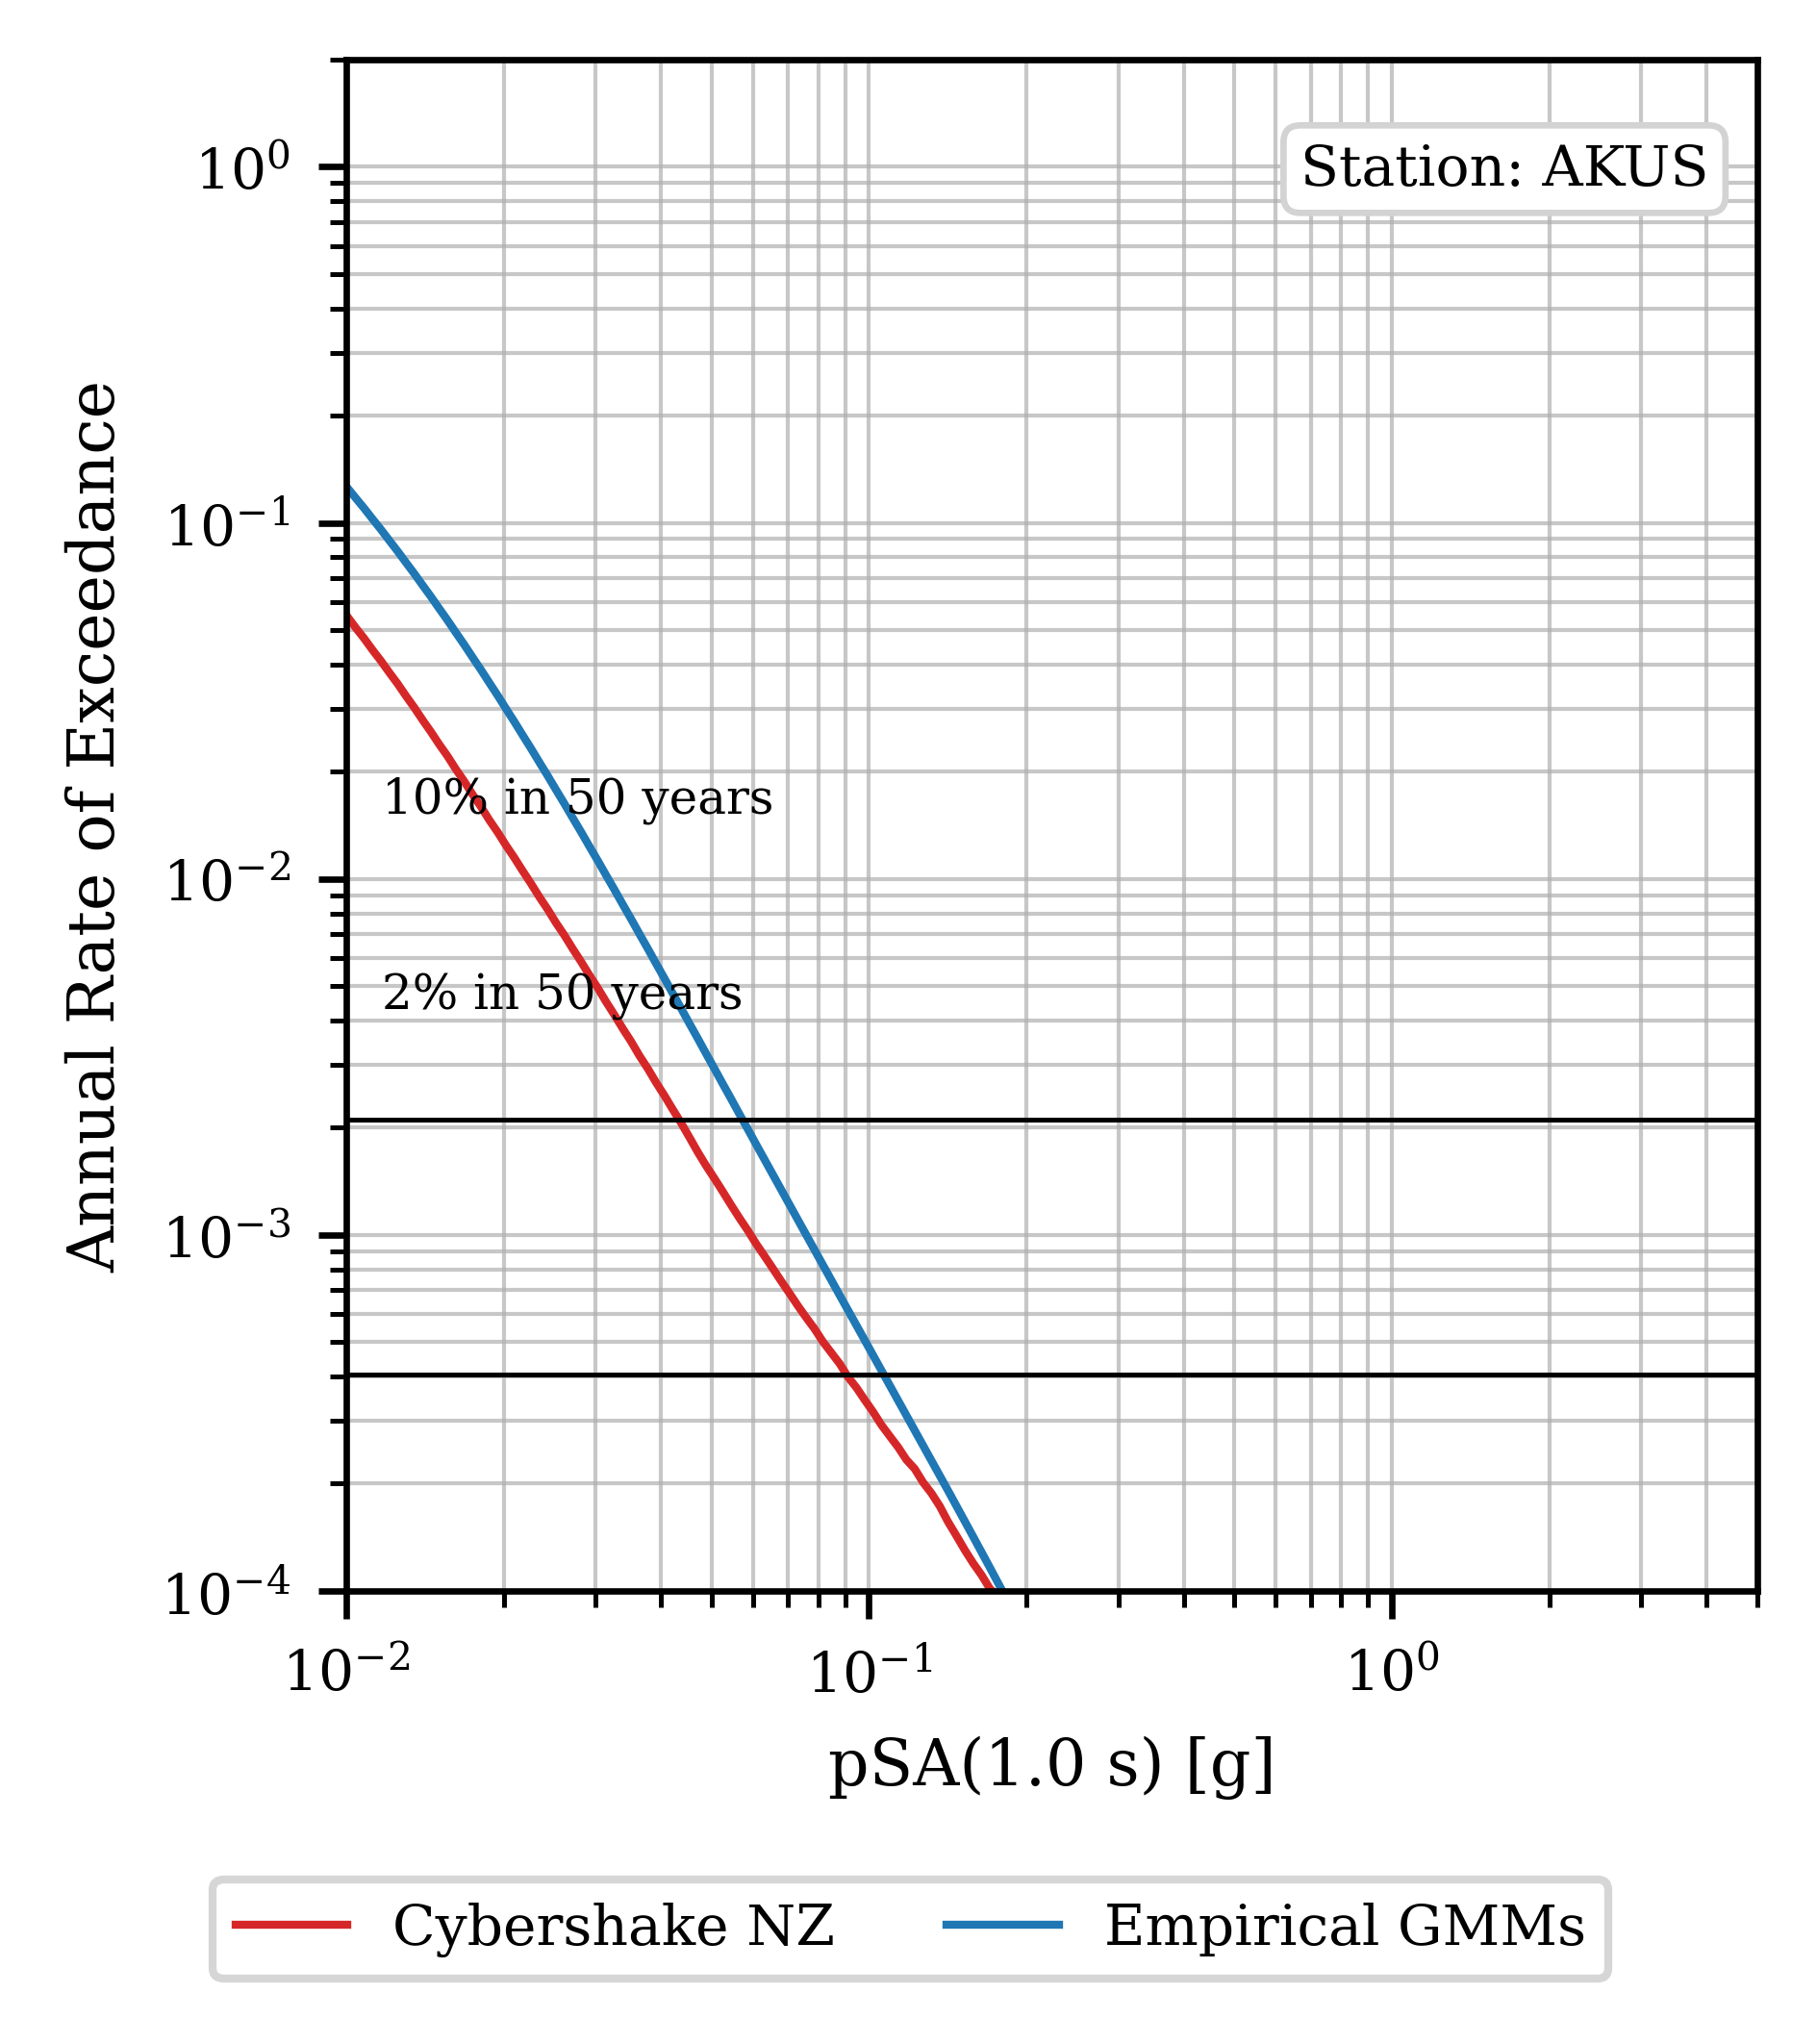 Station: AKUS
Annual Rate of Exceedance
10⁰
10⁻¹
10⁻²
10⁻³
10⁻⁴
10% in 50 years
2% in 50 years
10⁻² 10⁻¹ 10⁰
pSA(1.0 s) [g]
Cybershake NZ Empirical GMMs